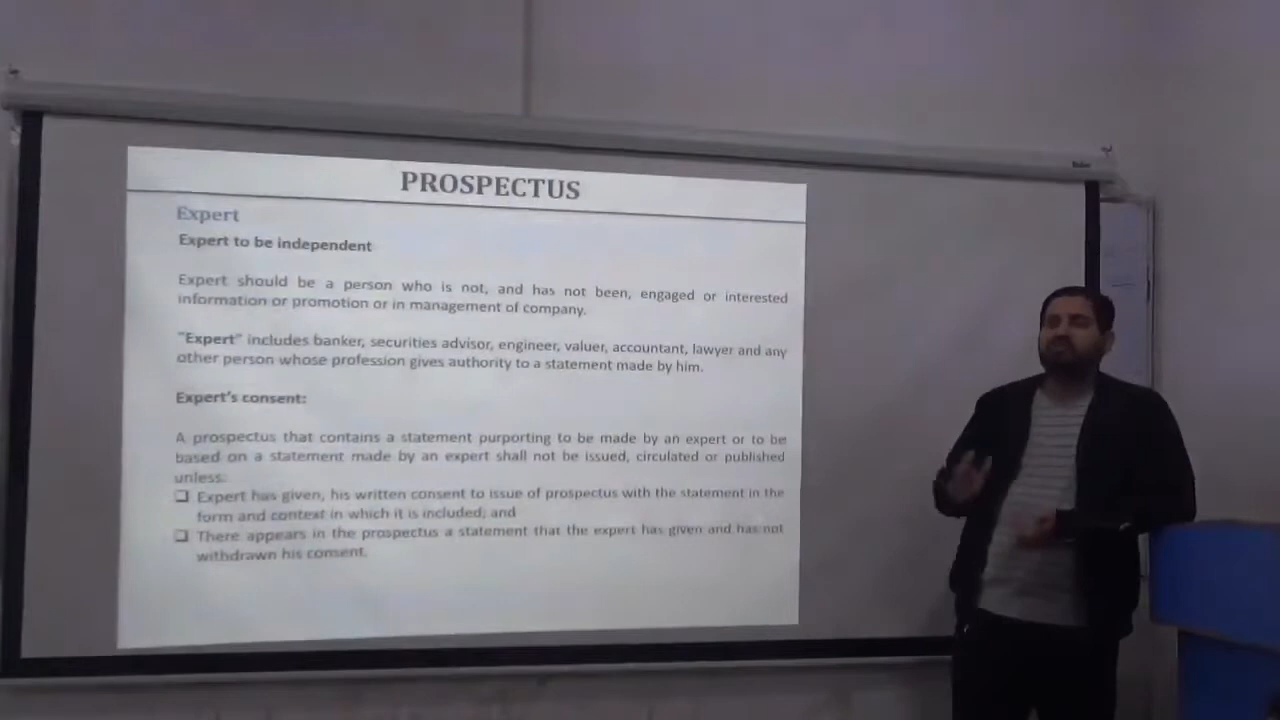 PROSPECTUS
Expert
Expert to be independent
Expert should be a person who is not, and has not been, engaged or interested
information or promotion or in management of company.
"Expert" includes banker, securities advisor, engineer, valuer, accountant, lawyer and any
other person whose profession gives authority to a statement made by him.
Expert's consent:
A prospectus that contains a statement purporting to be made by an expert or to be
based on a statement made by an expert shall not be issued, circulated or published
unless:
❑ Expert has given, his written consent to issue of prospectus with the statement in the
form and context in which it is included; and
❑ There appears in the prospectus a statement that the expert has given and has not
withdrawn his consent.